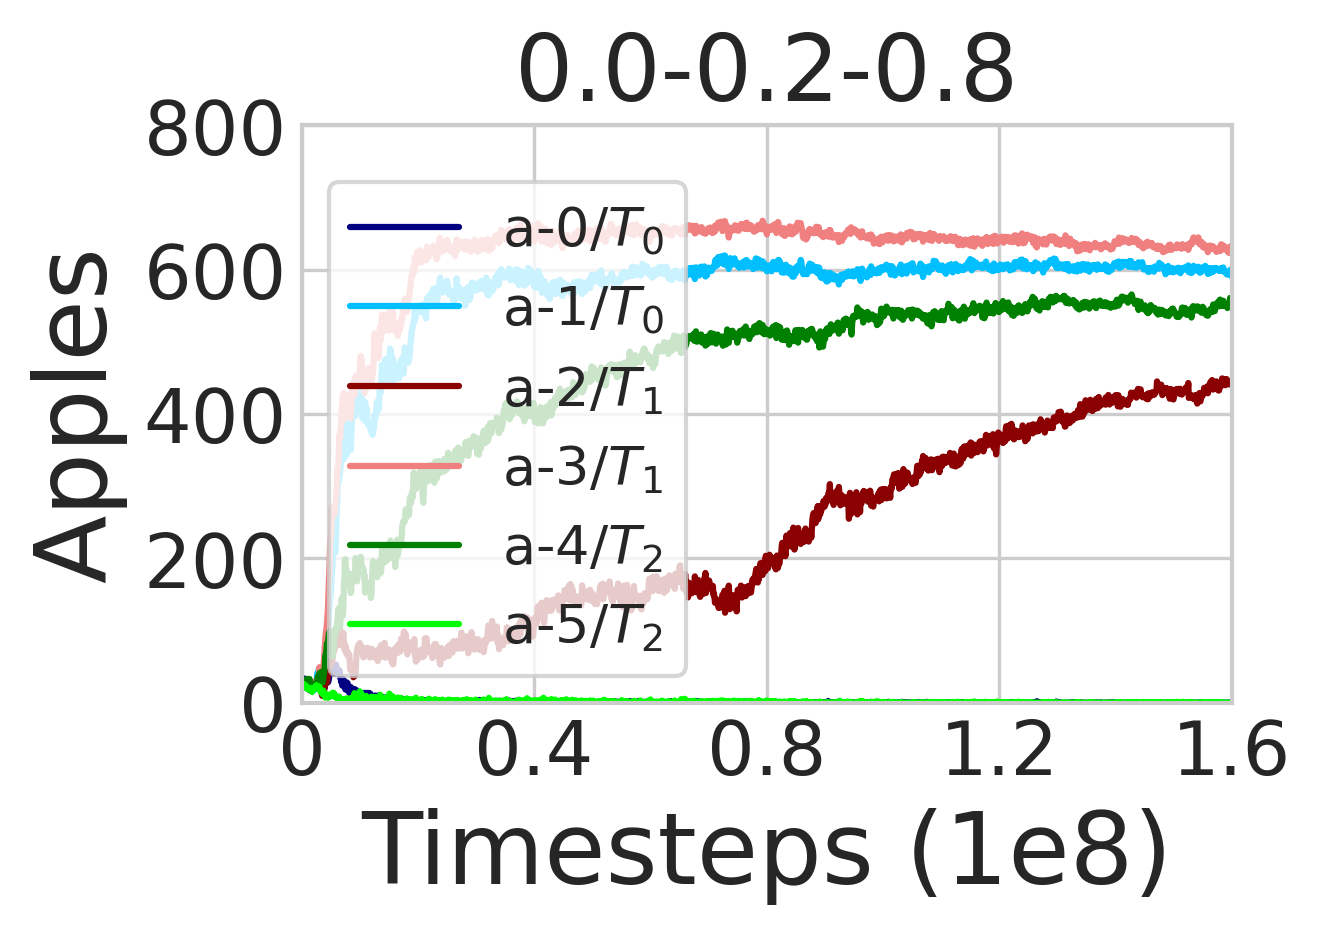 0.0-0.2-0.8
800
600
400
200
0
Apples
a-0/T₀
a-1/T₀
a-2/T₁
a-3/T₁
a-4/T₂
a-5/T₂
0 0.4 0.8 1.2 1.6
Timesteps (1e8)